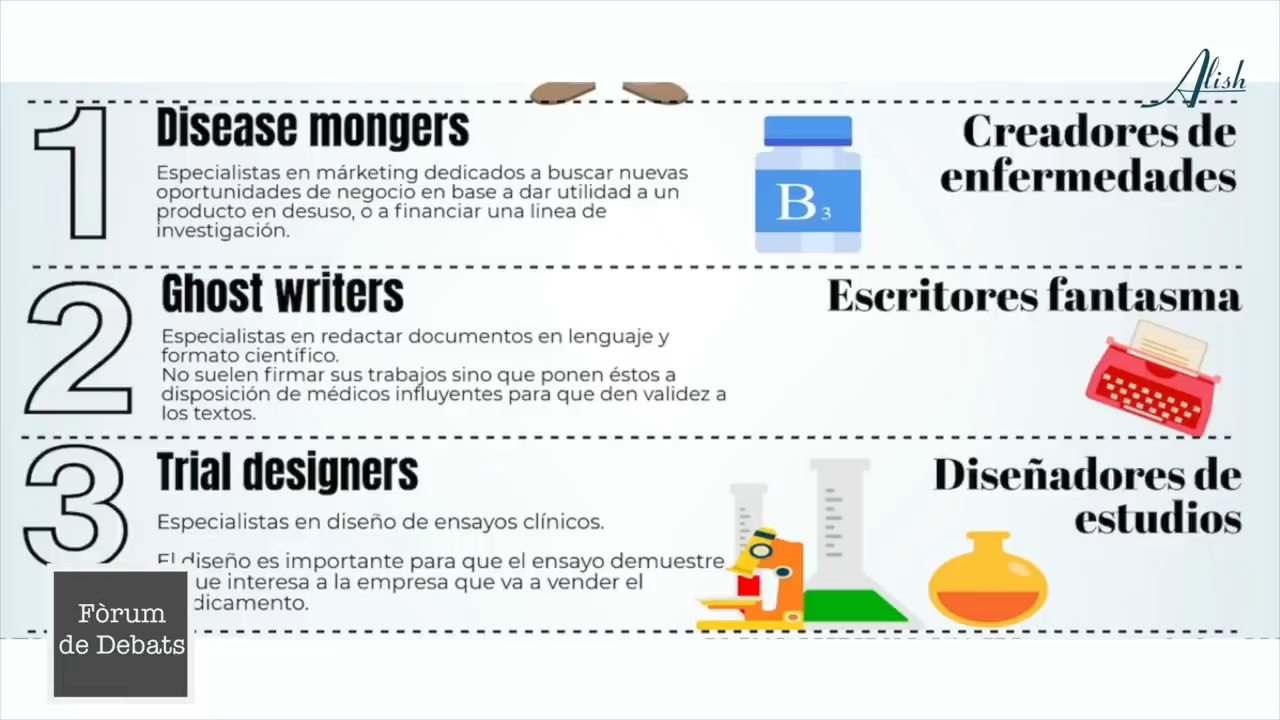 Alish
1
Disease mongers
Especialistas en márketing dedicados a buscar nuevas
oportunidades de negocio en base a dar utilidad a un
producto en desuso, o a financiar una linea de
investigación.
B3
Creadores de
enfermedades
2
Ghost writers
Especialistas en redactar documentos en lenguaje y
formato científico.
No suelen firmar sus trabajos sino que ponen éstos a
disposición de médicos influyentes para que den validez a
los textos.
Escritores fantasma
3
Trial designers
Especialistas en diseño de ensayos clínicos.
El diseño es importante para que el ensayo demuestre
ue interesa a la empresa que va a vender el
dicamento.
Diseñadores de
estudios
Fòrum
de Debats